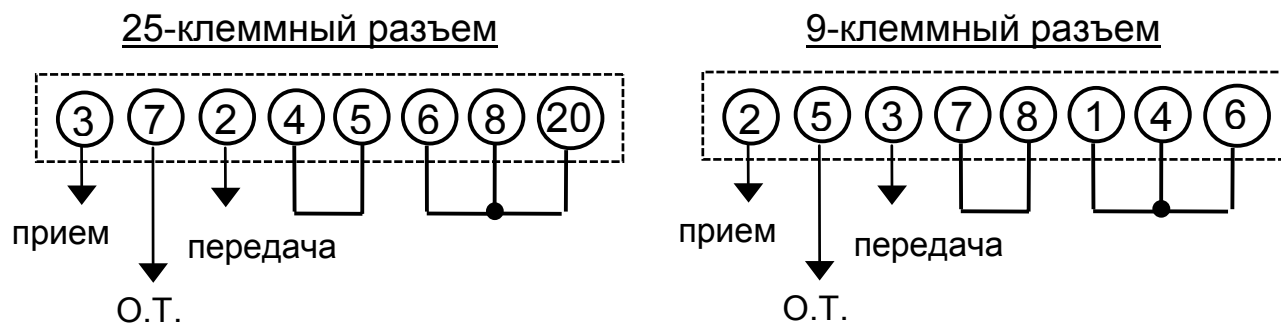 25-клеммный разъем
3 7 2 4 5 6 8 20
прием
передача
О.Т.
9-клеммный разъем
2 5 3 7 8 1 4 6
прием
передача
О.Т.